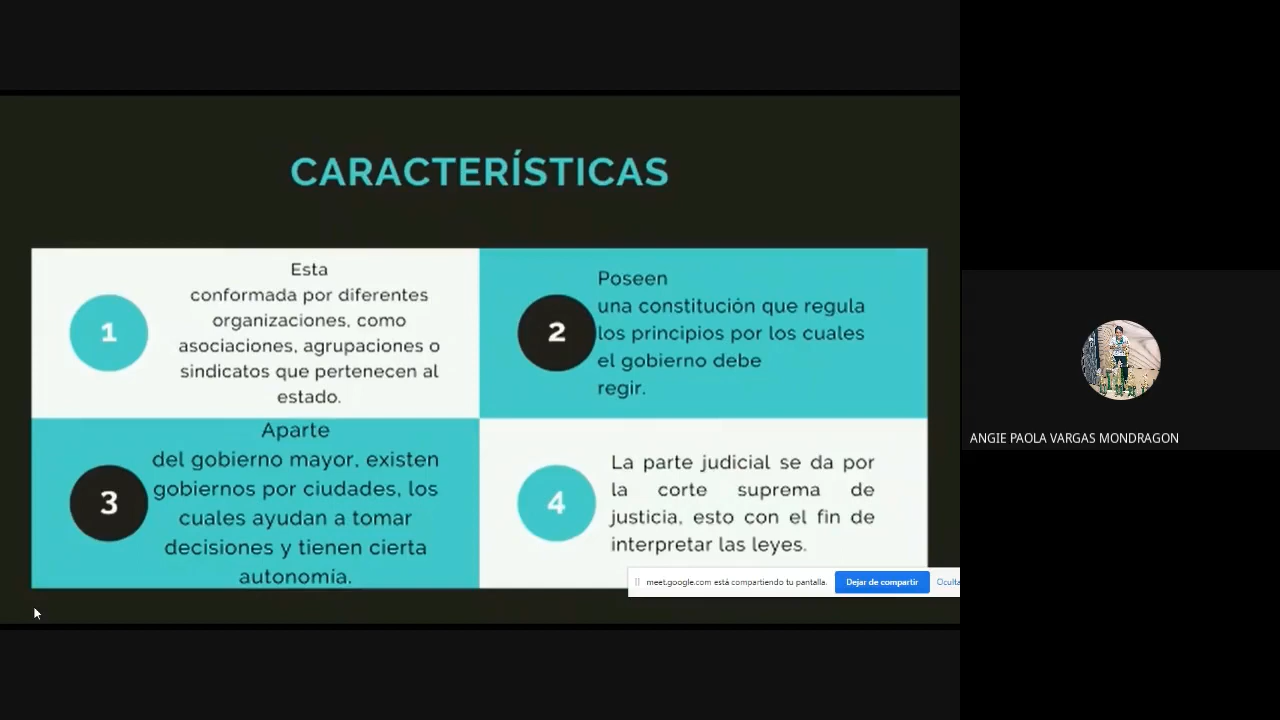 CARACTERÍSTICAS
1
Esta
conformada por diferentes
organizaciones, como
asociaciones, agrupaciones o
sindicatos que pertenecen al
estado.
2
Poseen
una constitución que regula
los principios por los cuales
el gobierno debe
regir.
3
Aparte
del gobierno mayor, existen
gobiernos por ciudades, los
cuales ayudan a tomar
decisiones y tienen cierta
autonomía.
4
La parte judicial se da por
la corte suprema de
justicia, esto con el fin de
interpretar las leyes.
meet.google.com está compartiendo tu pantalla. Dejar de compartir Oculta
ANGIE PAOLA VARGAS MONDRAGON